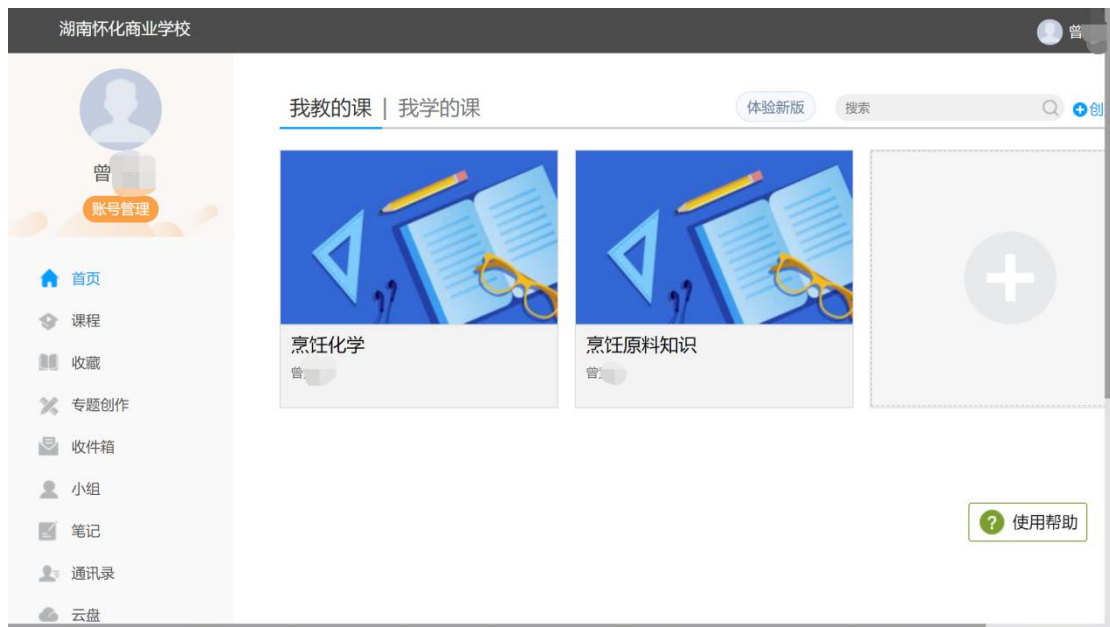 湖南怀化商业学校
曾
曾
账号管理
首页
课程
收藏
专题创作
收件箱
小组
笔记
通讯录
云盘
我教的课 | 我学的课
体验新版
搜索
创
烹饪化学
曾
烹饪原料知识
曾
? 使用帮助